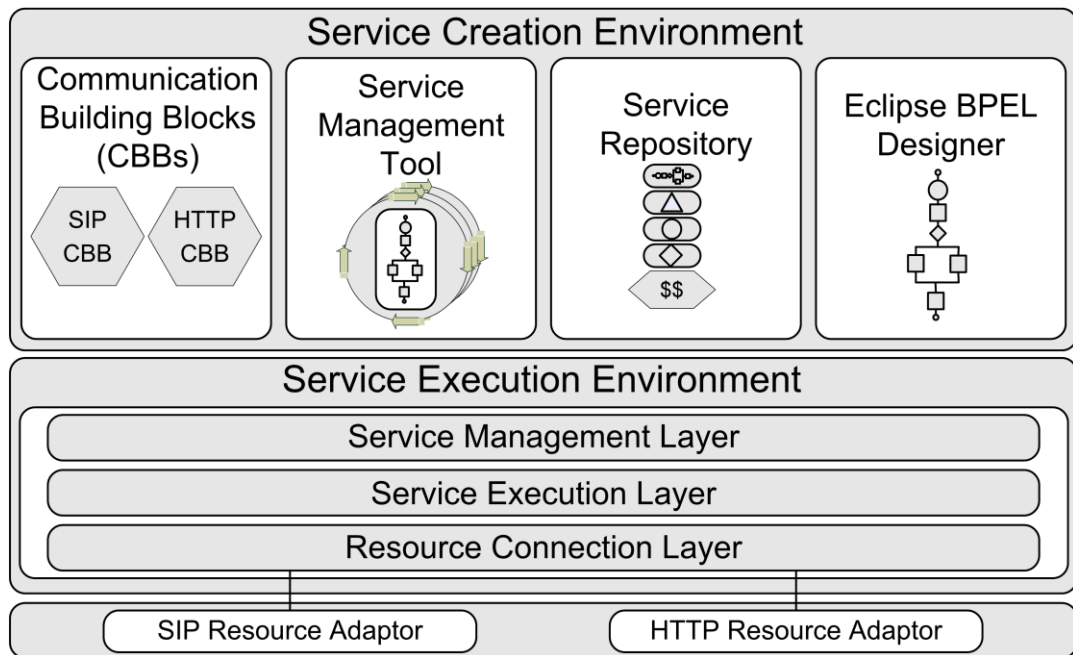 Service Creation Environment
Communication
Building Blocks
(CBBs)
SIP
CBB
HTTP
CBB
Service
Management
Tool
Service
Repository
$$
Eclipse BPEL
Designer
Service Execution Environment
Service Management Layer
Service Execution Layer
Resource Connection Layer
SIP Resource Adaptor
HTTP Resource Adaptor